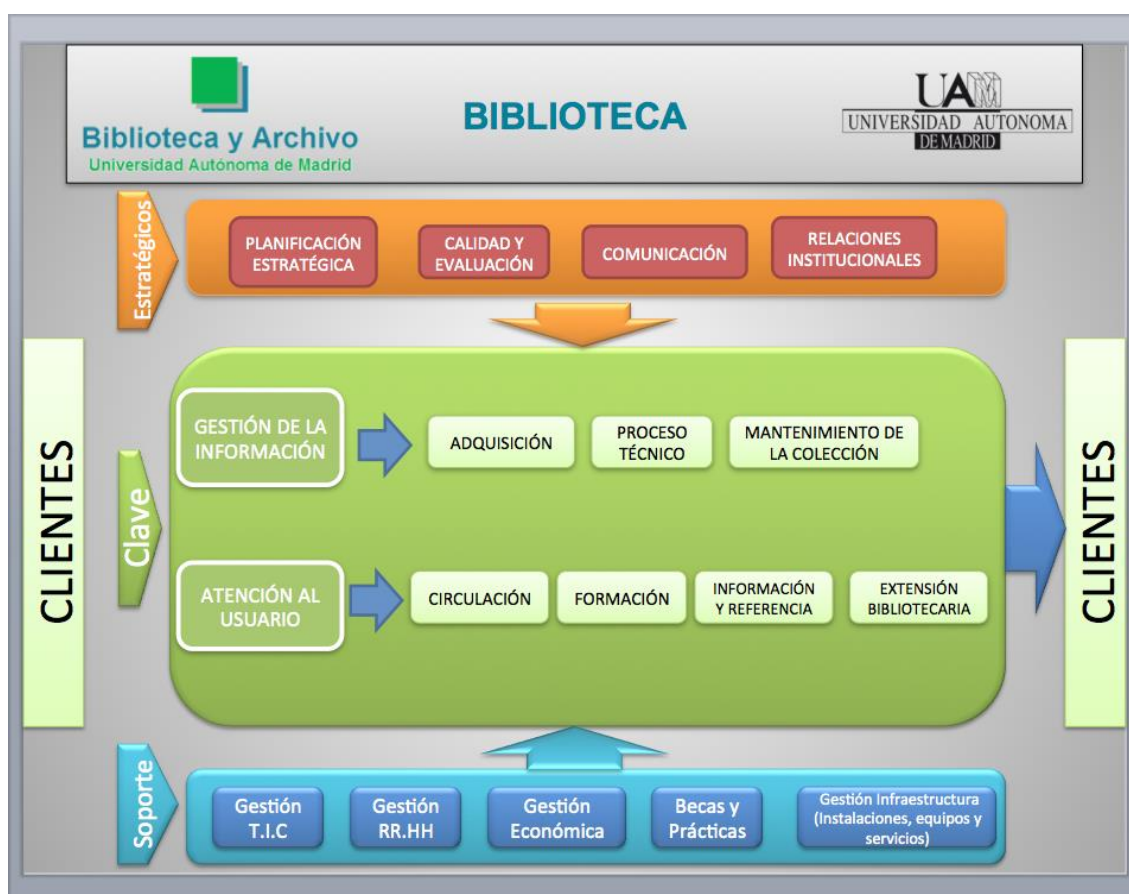 Biblioteca y Archivo
Universidad Autónoma de Madrid
BIBLIOTECA
UAM
UNIVERSIDAD AUTONOMA
DE MADRID
Estratégicos
PLANIFICACIÓN
ESTRATÉGICA
CALIDAD Y
EVALUACIÓN
COMUNICACIÓN
RELACIONES
INSTITUCIONALES
CLIENTES
Clave
GESTIÓN DE LA
INFORMACIÓN
ADQUISICIÓN
PROCESO
TÉCNICO
MANTENIMIENTO DE
LA COLECCIÓN
ATENCIÓN AL
USUARIO
CIRCULACIÓN
FORMACIÓN
INFORMACIÓN
Y REFERENCIA
EXTENSIÓN
BIBLIOTECARIA
CLIENTES
Soporte
Gestión
T.I.C
Gestión
RR.HH
Gestión
Económica
Becas y
Prácticas
Gestión Infraestructura
(Instalaciones, equipos y
servicios)